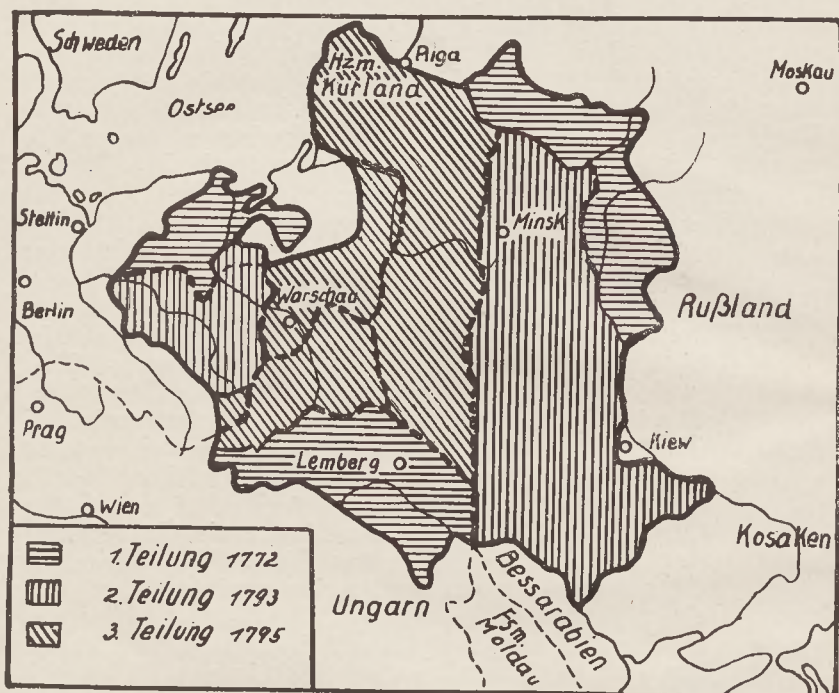 Schweden
Ostsee
Hzm.
Kurland
Riga
Moskau
Stettin
Minsk
Berlin
Warschau
Rußland
Prag
Lemberg
Kiew
Wien
Kosaken
Ungarn
Bessarabien
Fsm.
Moldau
1. Teilung 1772
2. Teilung 1793
3. Teilung 1795